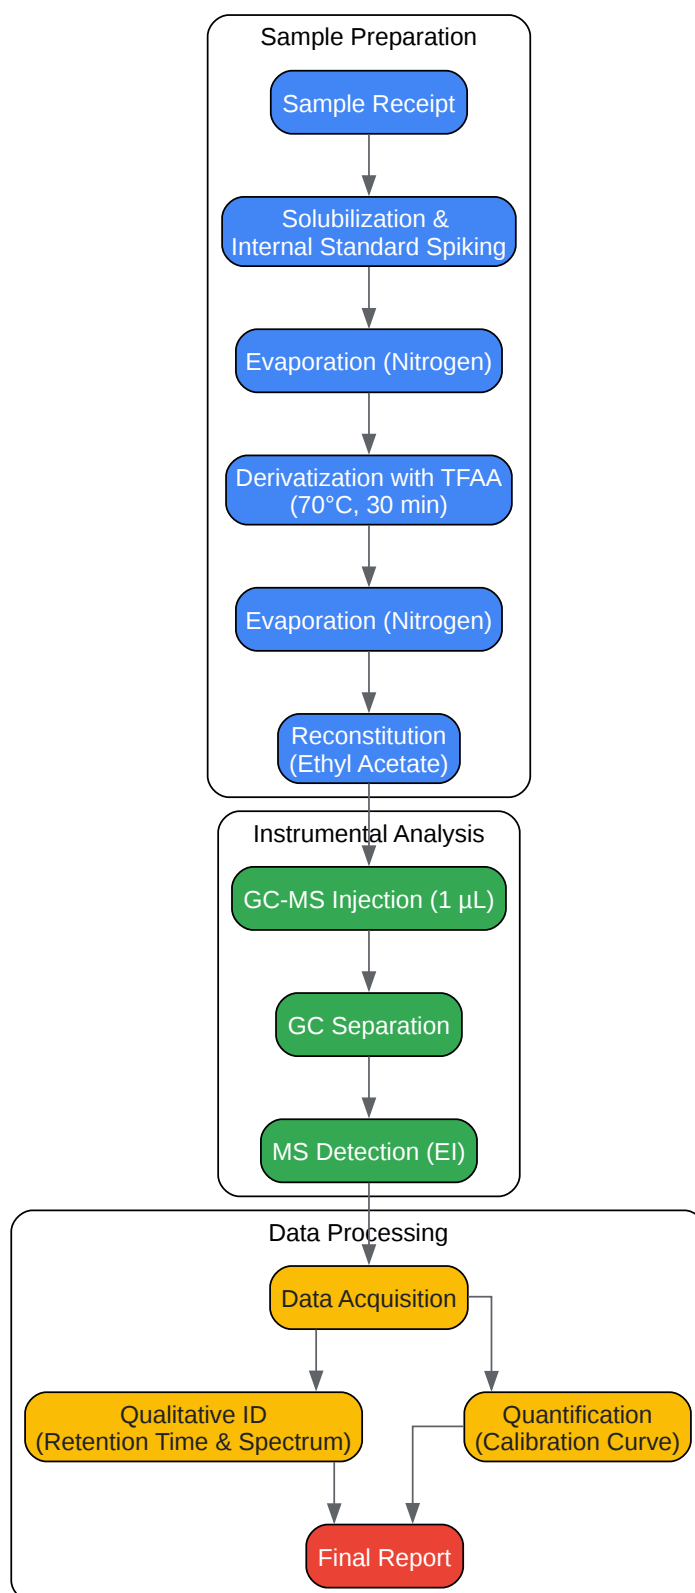 Sample Preparation
Sample Receipt
Solubilization &
Internal Standard Spiking
Evaporation (Nitrogen)
Derivatization with TFAA
(70°C, 30 min)
Evaporation (Nitrogen)
Reconstitution
(Ethyl Acetate)
Instrumental Analysis
GC-MS Injection (1 µL)
GC Separation
MS Detection (EI)
Data Processing
Data Acquisition
Qualitative ID
(Retention Time & Spectrum)
Quantification
(Calibration Curve)
Final Report